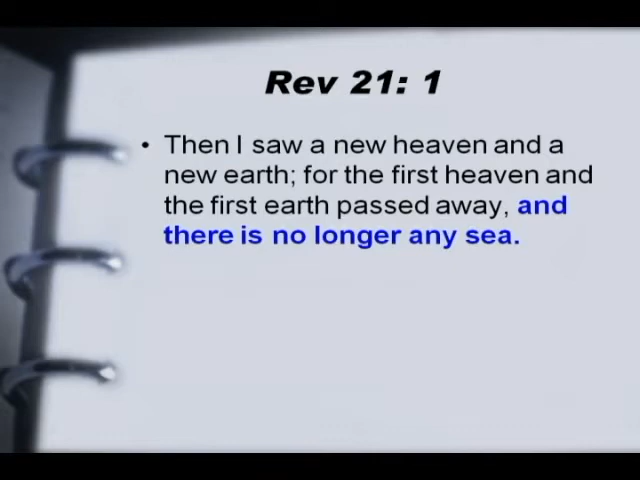 Rev 21: 1
• Then I saw a new heaven and a
new earth; for the first heaven and
the first earth passed away, and
there is no longer any sea.